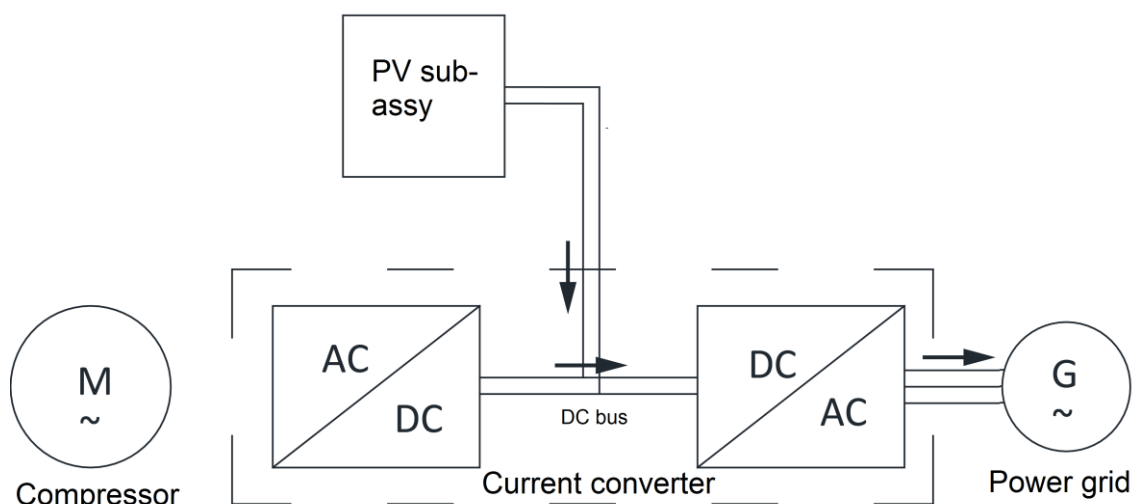 PV sub-
assy
AC
DC
DC
AC
M
~
G
~
DC bus
Compressor
Current converter
Power grid